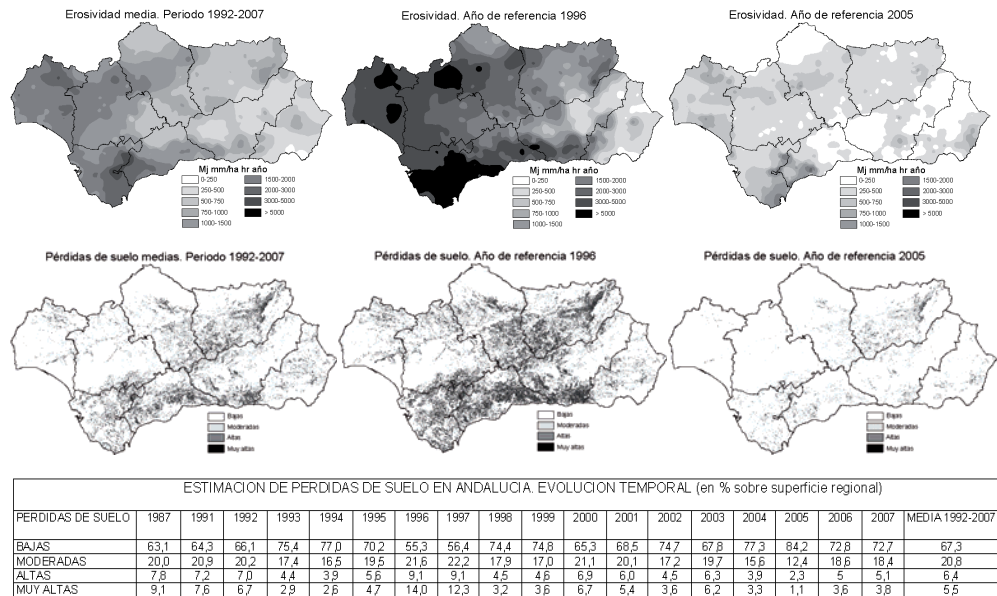 Erosividad media. Periodo 1992-2007
Erosividad. Año de referencia 1996
Erosividad. Año de referencia 2005
Mj mm/ha hr año
0-250
250-500
500-750
750-1000
1000-1500
1500-2000
2000-3000
3000-5000
> 5000
Mj mm/ha hr año
0-250
250-500
500-750
750-1000
1000-1500
1500-2000
2000-3000
3000-5000
> 5000
Mj mm/ha hr año
0-250
250-500
500-750
750-1000
1000-1500
1500-2000
2000-3000
3000-5000
> 5000
Pérdidas de suelo medias. Periodo 1992-2007
Pérdidas de suelo. Año de referencia 1996
Pérdidas de suelo. Año de referencia 2005
Bajas
Moderadas
Altas
Muy altas
Bajas
Moderadas
Altas
Muy altas
Bajas
Moderadas
Altas
Muy altas
ESTIMACION DE PERDIDAS DE SUELO EN ANDALUCIA. EVOLUCION TEMPORAL (en % sobre superficie regional)
PERDIDAS DE SUELO 1987 1991 1992 1993 1994 1995 1996 1997 1998 1999 2000 2001 2002 2003 2004 2005 2006 2007 MEDIA 1992-2007
BAJAS 63,1 64,3 66,1 75,4 77,0 70,2 55,3 56,4 74,4 74,8 65,3 68,5 74,7 67,8 77,3 84,2 72,8 72,7 67,3
MODERADAS 20,0 20,9 20,2 17,4 16,5 19,5 21,6 22,2 17,9 17,0 21,1 20,1 17,2 19,7 15,6 12,4 18,6 18,4 20,8
ALTAS 7,8 7,2 7,0 4,4 3,9 5,6 9,1 9,1 4,5 4,6 6,9 6,0 4,5 6,3 3,9 2,3 5 5,1 6,4
MUY ALTAS 9,1 7,6 6,7 2,9 2,6 4,7 14,0 12,3 3,2 3,6 6,7 5,4 3,6 6,2 3,3 1,1 3,6 3,8 5,5